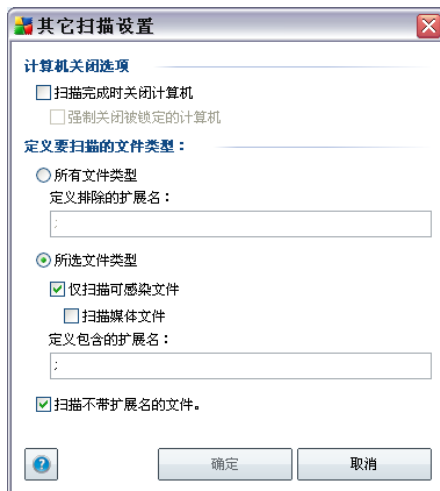 其它扫描设置
计算机关闭选项
扫描完成时关闭计算机
强制关闭被锁定的计算机
定义要扫描的文件类型：
所有文件类型
定义排除的扩展名：
;
所选文件类型
仅扫描可感染文件
扫描媒体文件
定义包含的扩展名：
;
扫描不带扩展名的文件。
?
确定
取消